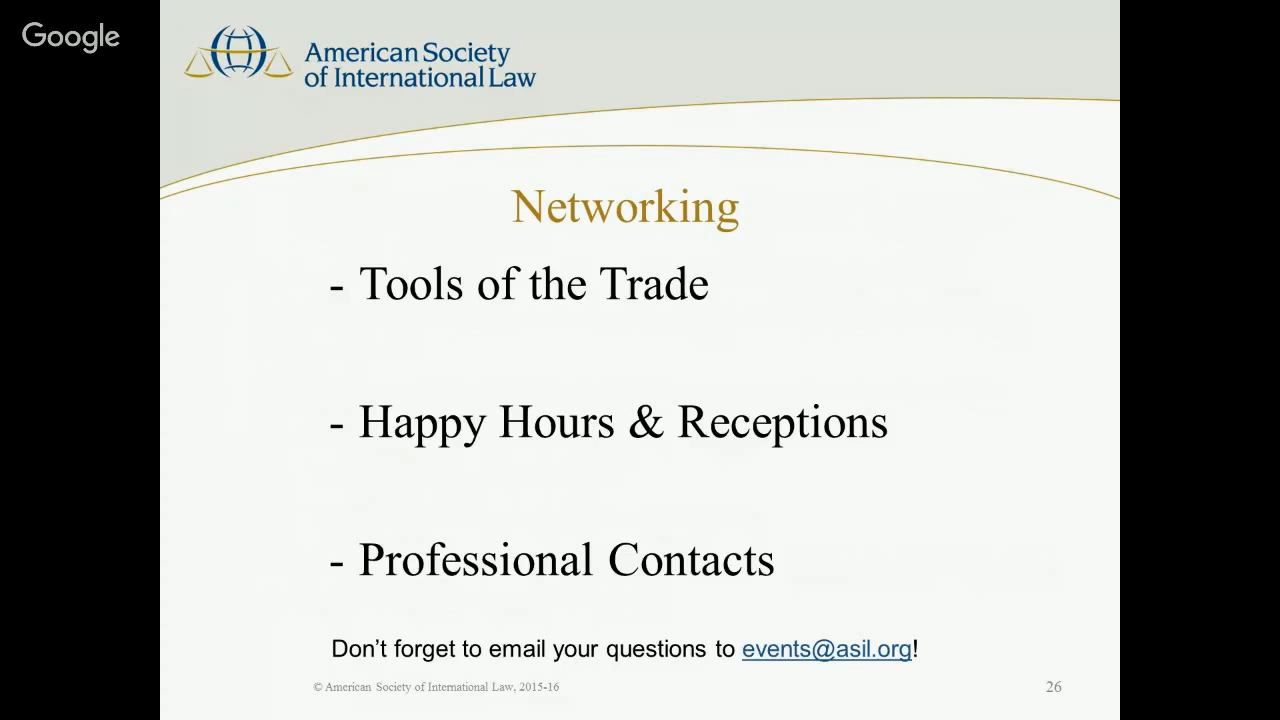 Google
American Society
of International Law
Networking
- Tools of the Trade
- Happy Hours & Receptions
- Professional Contacts
Don't forget to email your questions to events@asil.org!
© American Society of International Law, 2015-16
26